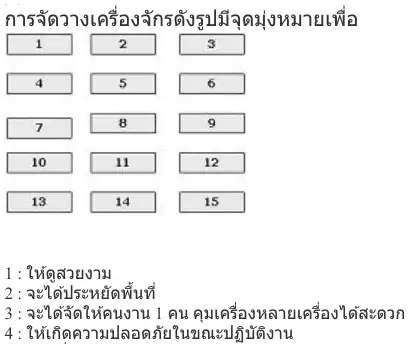 การจัดวางเครื่องจักรดังรูปมีจุดมุ่งหมายเพื่อ
1 2 3
4 5 6
7 8 9
10 11 12
13 14 15
1 : ให้ดูสวยงาม
2 : จะได้ประหยัดพื้นที่
3 : จะได้จัดให้คนงาน 1 คน คุมเครื่องหลายเครื่องได้สะดวก
4 : ให้เกิดความปลอดภัยในขณะปฏิบัติงาน